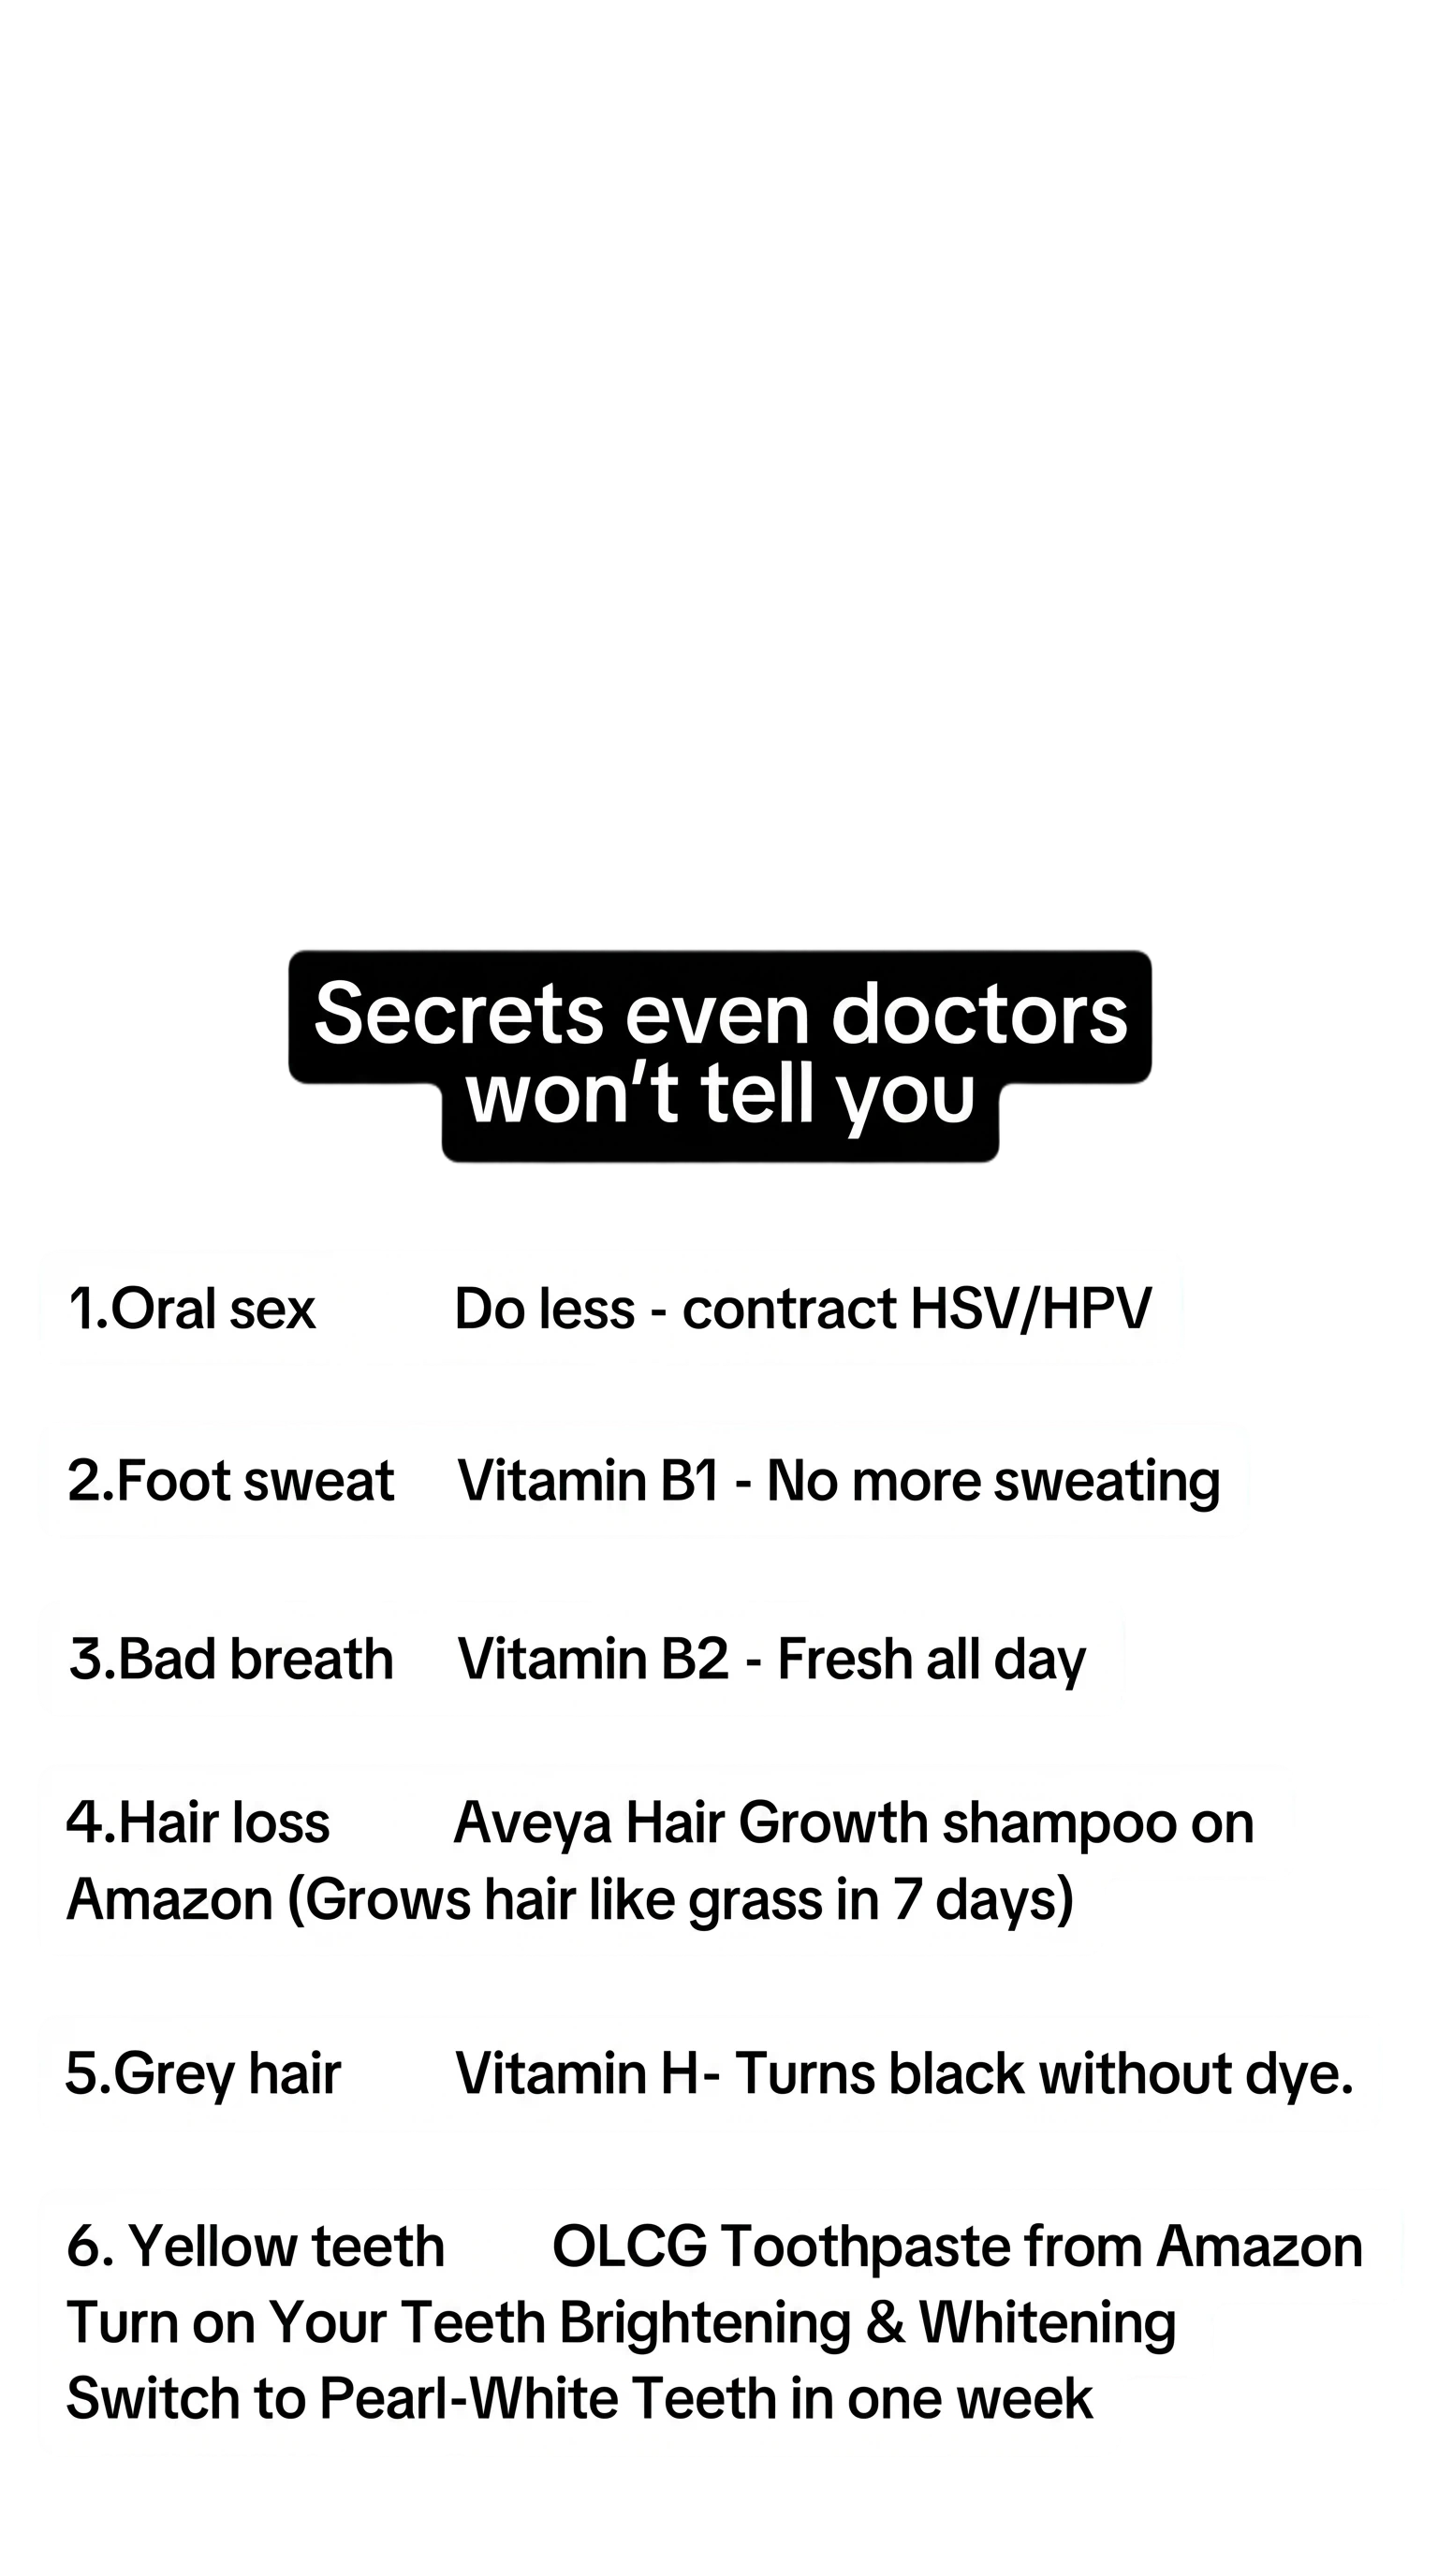 Secrets even doctors
won't tell you
1.Oral sex Do less - contract HSV/HPV
2.Foot sweat Vitamin B1 - No more sweating
3.Bad breath Vitamin B2 - Fresh all day
4.Hair loss Aveya Hair Growth shampoo on
Amazon (Grows hair like grass in 7 days)
5.Grey hair Vitamin H- Turns black without dye.
6. Yellow teeth OLCG Toothpaste from Amazon
Turn on Your Teeth Brightening & Whitening
Switch to Pearl-White Teeth in one week